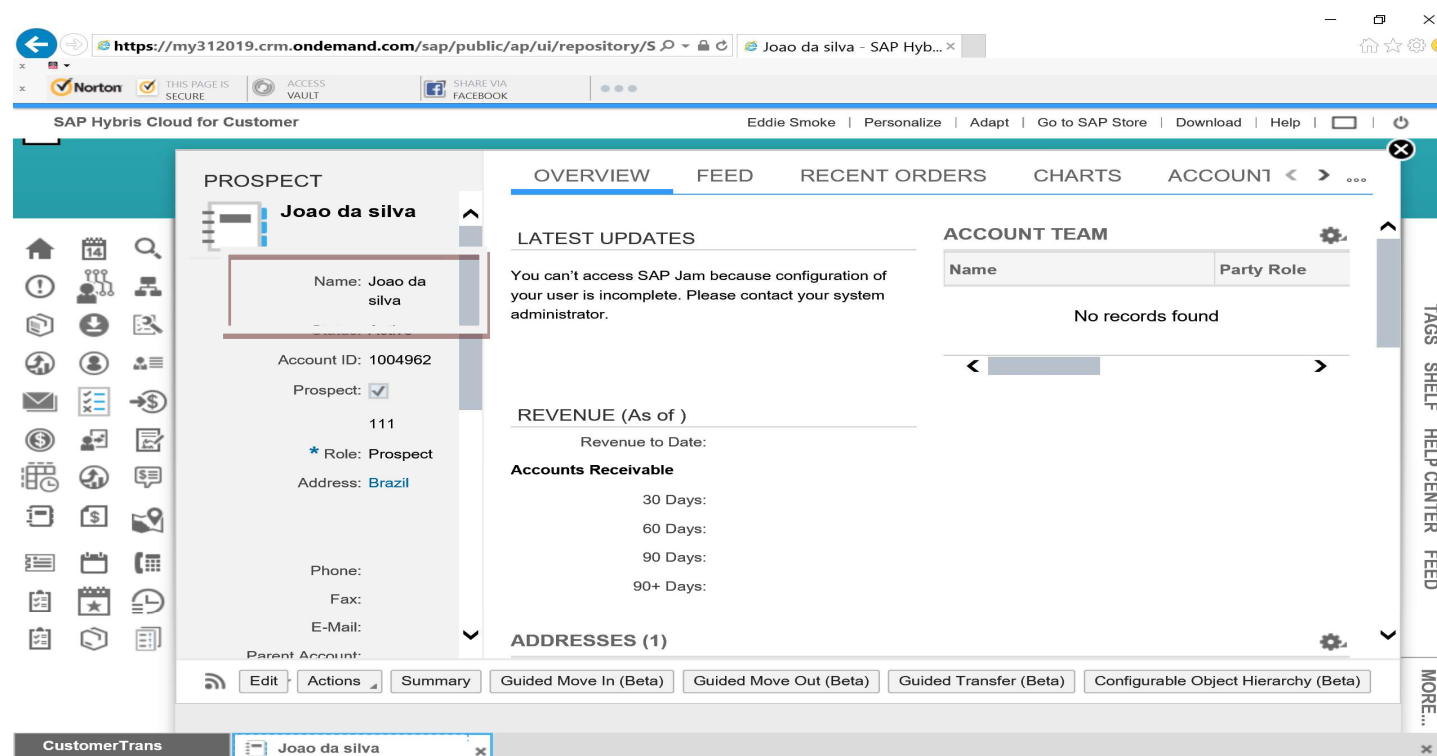 https://my312019.crm.ondemand.com/sap/public/ap/ui/repository/S
Joao da silva - SAP Hyb...
Norton
THIS PAGE IS SECURE
ACCESS VAULT
SHARE VIA FACEBOOK
SAP Hybris Cloud for Customer
Eddie Smoke | Personalize | Adapt | Go to SAP Store | Download | Help |
PROSPECT
Joao da silva
Name: Joao da
silva
Status: Active
Account ID: 1004962
Prospect:
111
* Role: Prospect
Address: Brazil
Phone:
Fax:
E-Mail:
Parent Account:
OVERVIEW FEED RECENT ORDERS CHARTS ACCOUNT
LATEST UPDATES
You can't access SAP Jam because configuration of
your user is incomplete. Please contact your system
administrator.
ACCOUNT TEAM
Name Party Role
No records found
REVENUE (As of )
Revenue to Date:
Accounts Receivable
30 Days:
60 Days:
90 Days:
90+ Days:
ADDRESSES (1)
Edit Actions Summary Guided Move In (Beta) Guided Move Out (Beta) Guided Transfer (Beta) Configurable Object Hierarchy (Beta)
TAGS SHELF HELP CENTER FEED
MORE...
CustomerTrans
Joao da silva